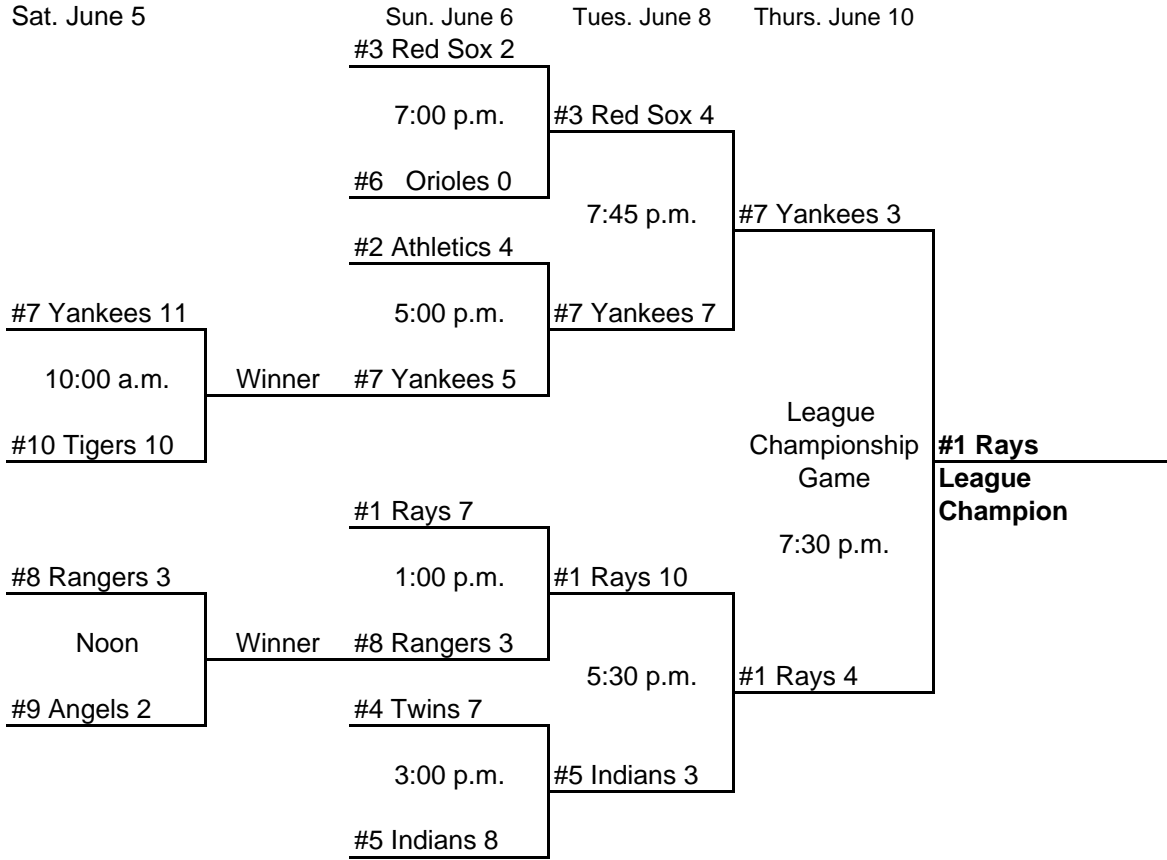 Sat. June 5
Sun. June 6
Tues. June 8
Thurs. June 10
#3 Red Sox 2
7:00 p.m.
#3 Red Sox 4
#6   Orioles 0
7:45 p.m.
#7 Yankees 3
#2 Athletics 4
#7 Yankees 11
5:00 p.m.
#7 Yankees 7
10:00 a.m.
Winner
#7 Yankees 5
League
Championship
Game
#10 Tigers 10
#1 Rays
League
Champion
#1 Rays 7
7:30 p.m.
#8 Rangers 3
1:00 p.m.
#1 Rays 10
Noon
Winner
#8 Rangers 3
5:30 p.m.
#1 Rays 4
#9 Angels 2
#4 Twins 7
3:00 p.m.
#5 Indians 3
#5 Indians 8